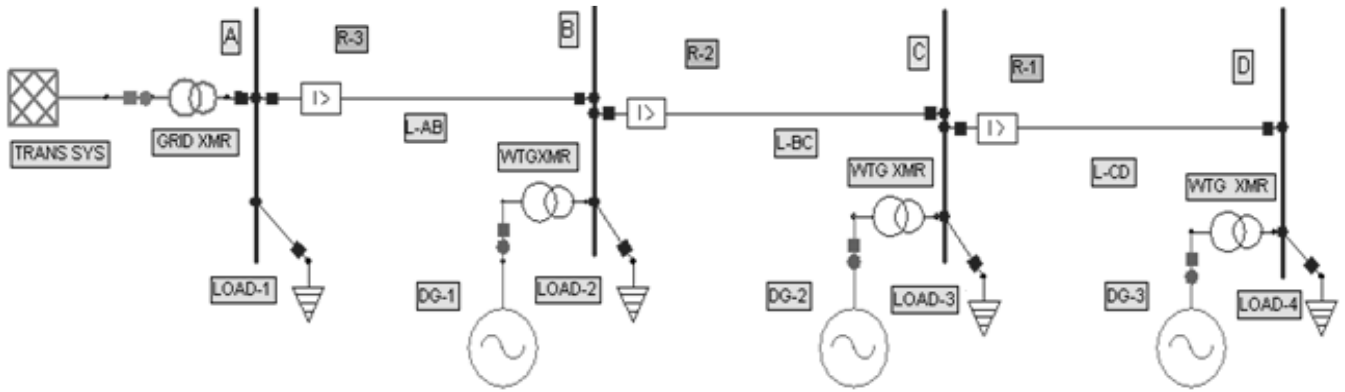 A
R-3
B
R-2
C
R-1
D
I>
I>
I>
TRANS SYS
GRID XMR
L-AB
L-BC
L-CD
WTGXMR
WTG XMR
WTG XMR
LOAD-1
DG-1
LOAD-2
DG-2
LOAD-3
DG-3
LOAD-4